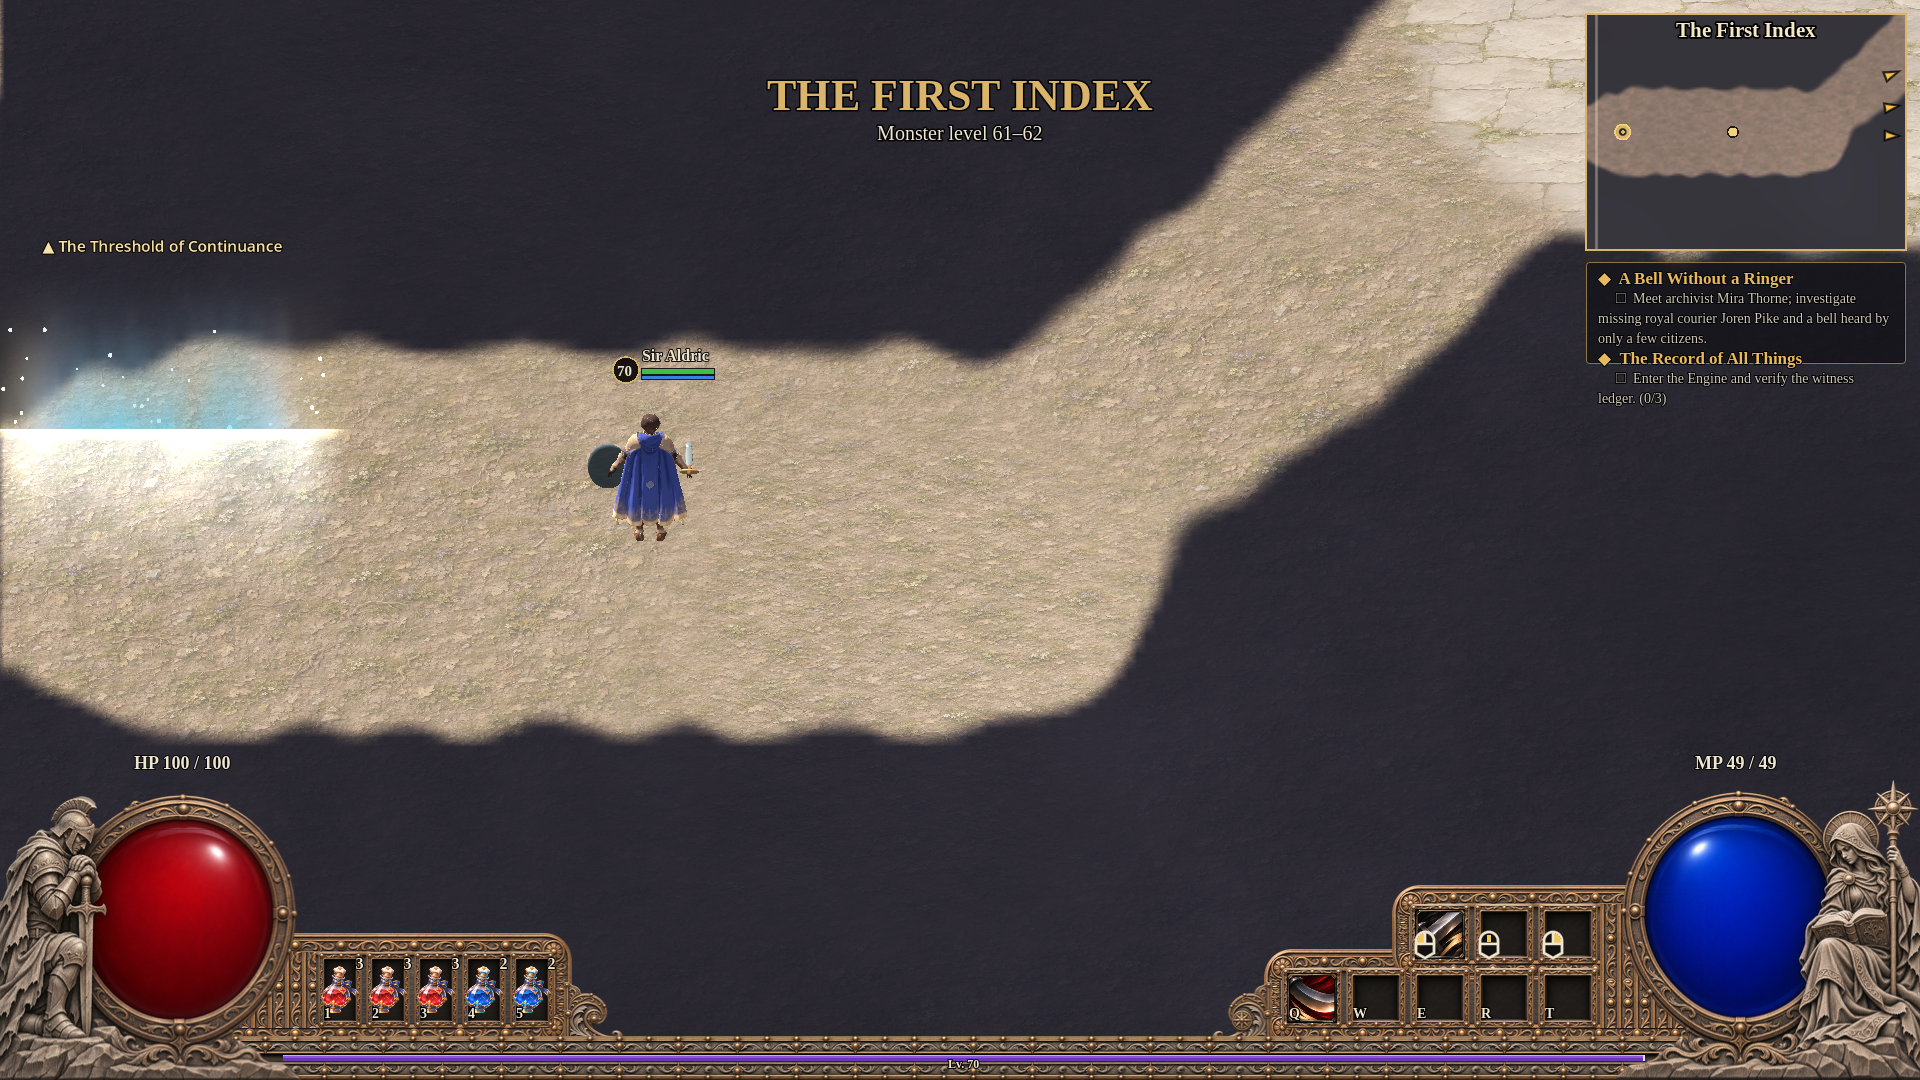 The First Index
THE FIRST INDEX
Monster level 61–62
▲ The Threshold of Continuance
◆ A Bell Without a Ringer
☐ Meet archivist Mira Thorne; investigate
missing royal courier Joren Pike and a bell heard by
only a few citizens.
◆ The Record of All Things
☐ Enter the Engine and verify the witness
ledger. (0/3)
Sir Aldric
70
HP 100 / 100
MP 49 / 49
3 3 3 2 2
1 2 3 4 5
Q W E R T
Lv. 70